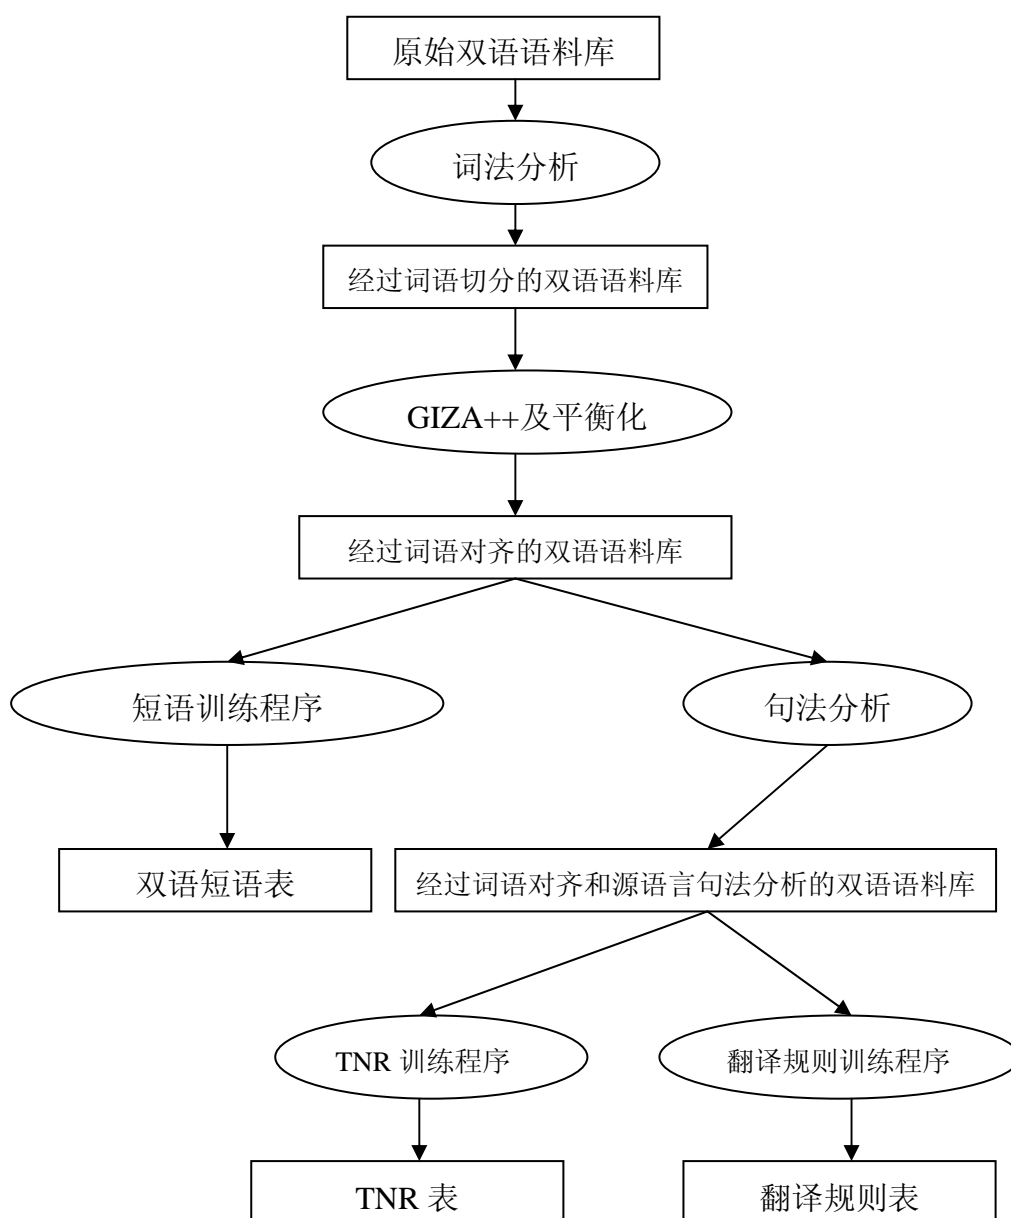 原始双语语料库
词法分析
经过词语切分的双语语料库
GIZA++及平衡化
经过词语对齐的双语语料库
短语训练程序
句法分析
双语短语表
经过词语对齐和源语言句法分析的双语语料库
TNR 训练程序
翻译规则训练程序
TNR 表
翻译规则表